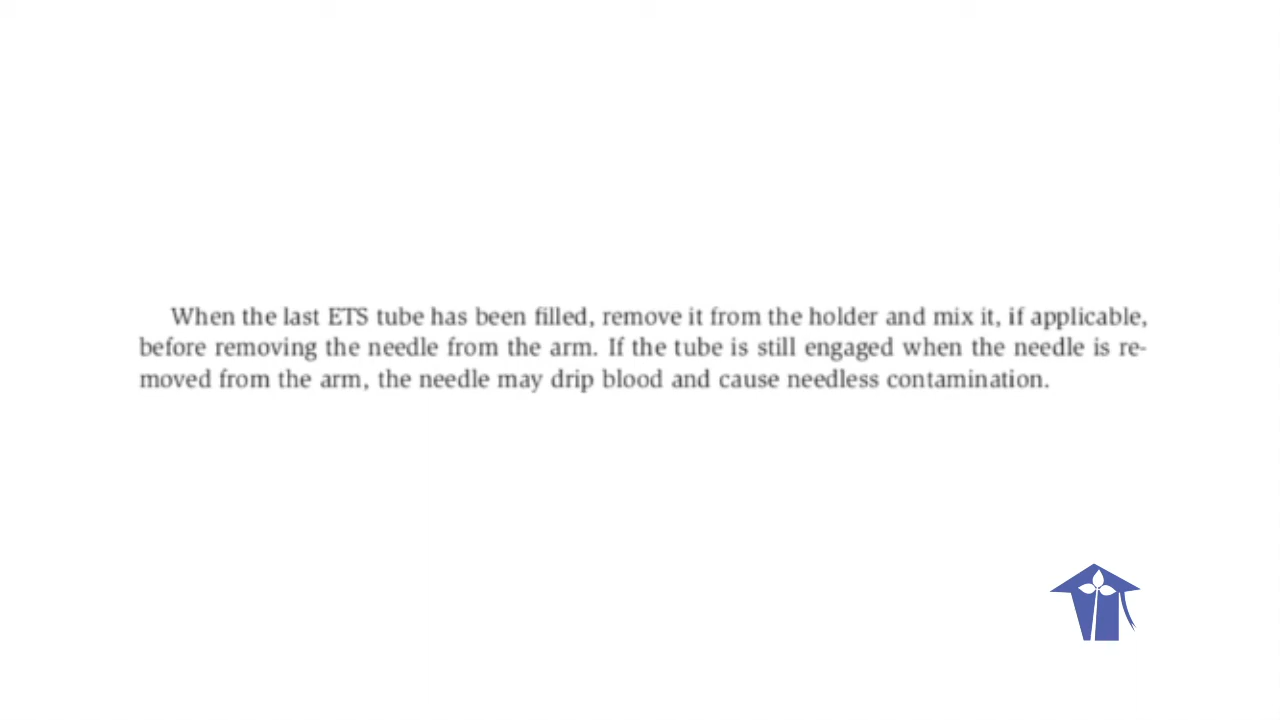 When the last ETS tube has been filled, remove it from the holder and mix it, if applicable,
before removing the needle from the arm. If the tube is still engaged when the needle is re-
moved from the arm, the needle may drip blood and cause needless contamination.